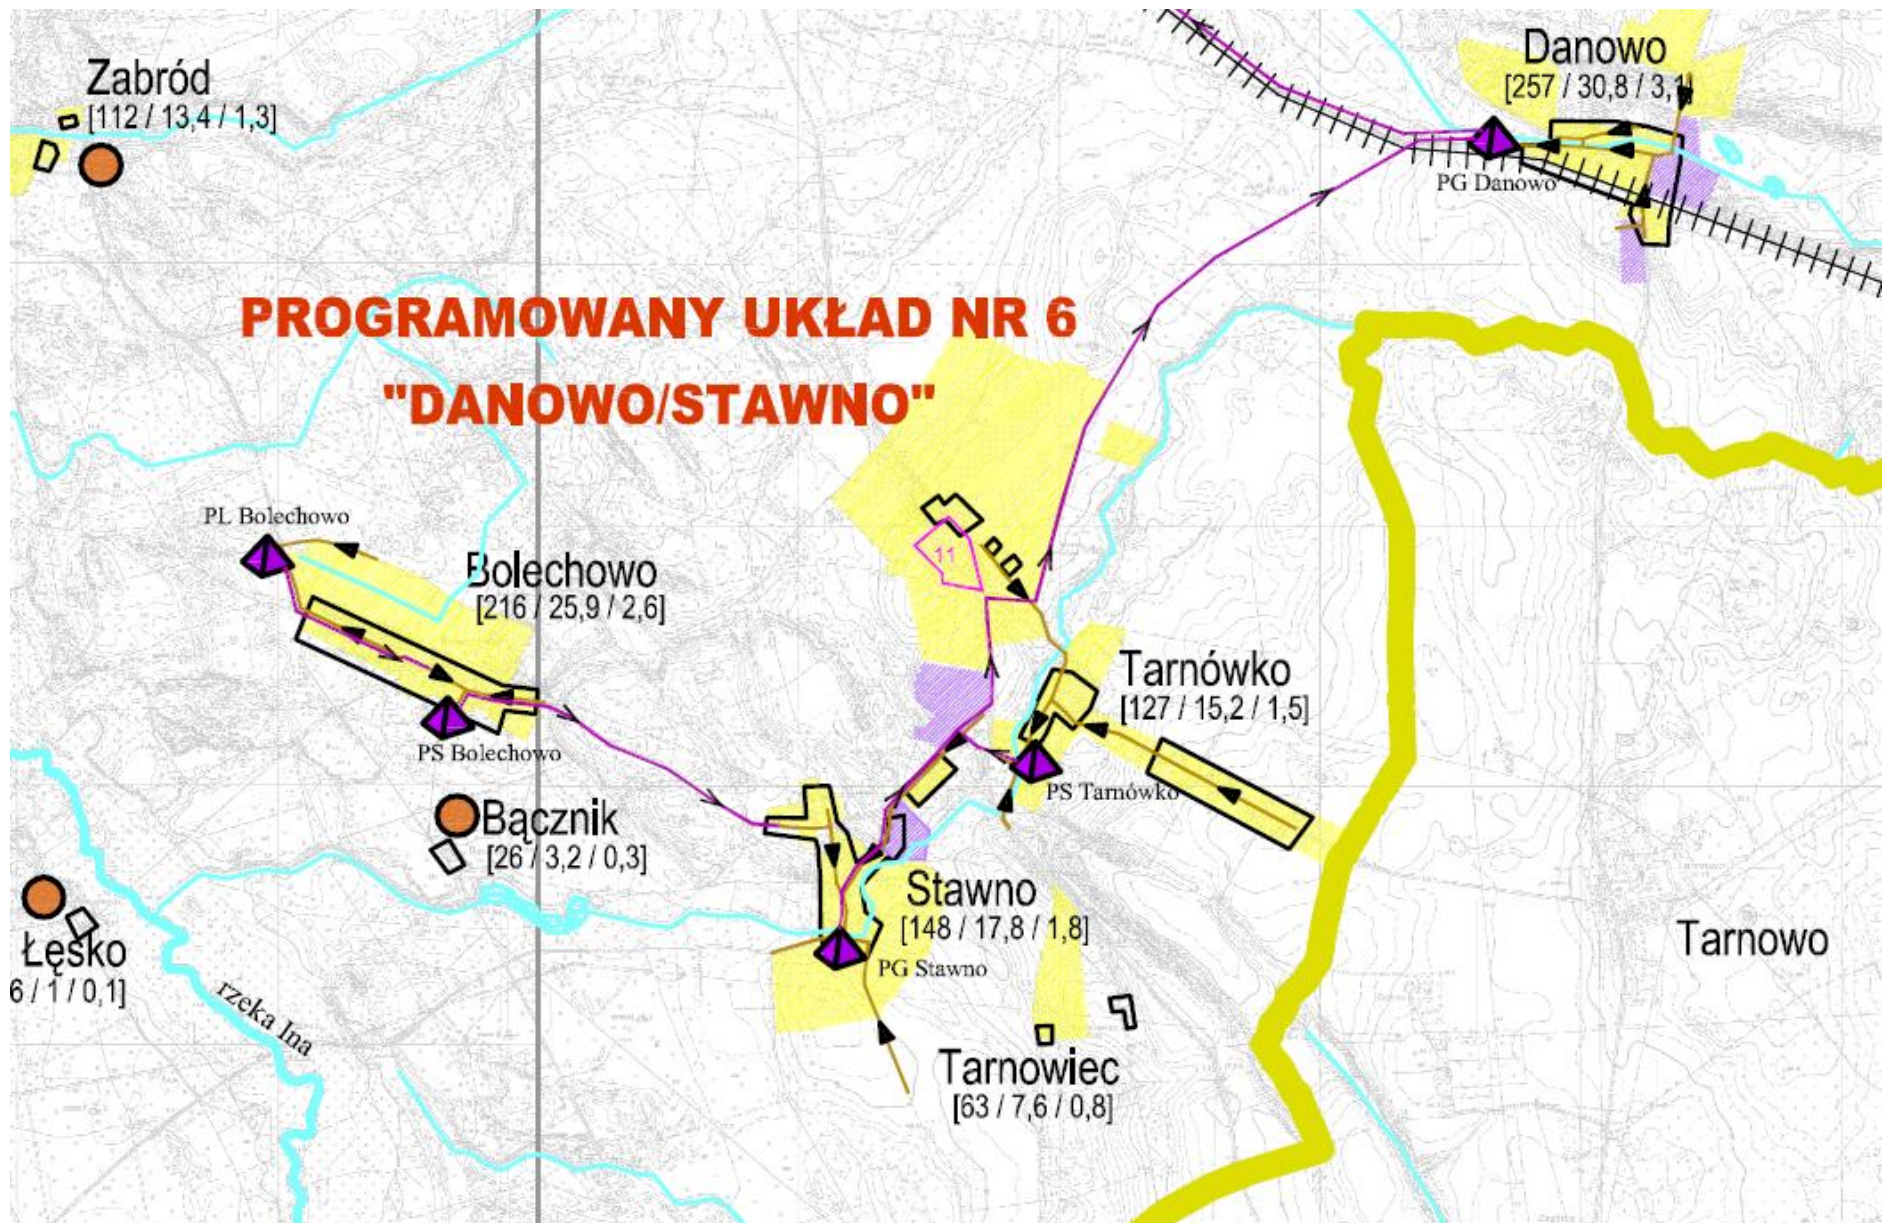 Zabród
[112 / 13,4 / 1,3]
Danowo
[257 / 30,8 / 3,1]
PG Danowo
PROGRAMOWANY UKŁAD NR 6
"DANOWO/STAWNO"
PL Bolechowo
Bolechowo
[216 / 25,9 / 2,6]
11
PS Bolechowo
Tarnówko
[127 / 15,2 / 1,5]
PS Tarnówko
Bącznik
[26 / 3,2 / 0,3]
Stawno
[148 / 17,8 / 1,8]
PG Stawno
Łęsko
6 / 1 / 0,1]
rzeka Ina
Tarnowo
Tarnowiec
[63 / 7,6 / 0,8]